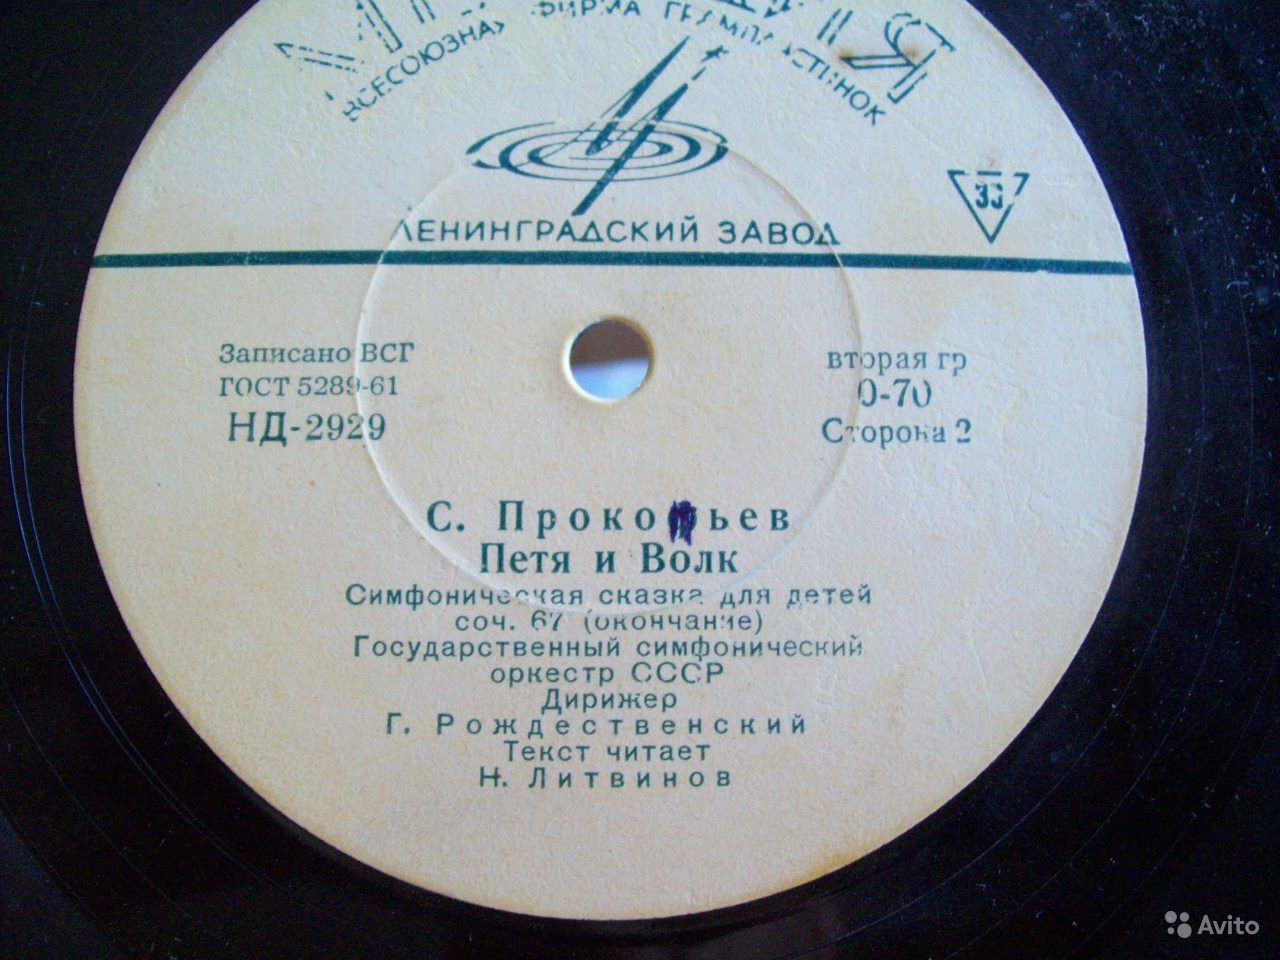 ВСЕСОЮЗНАЯ ФИРМА ГРАМПЛАСТИНОК
ЛЕНИНГРАДСКИЙ ЗАВОД
33
Записано ВСГ
ГОСТ 5289-61
НД-2929
вторая гр
0-70
Сторона 2
С. Прокофьев
Петя и Волк
Симфоническая сказка для детей
соч. 67 (окончание)
Государственный симфонический
оркестр СССР
Дирижер
Г. Рождественский
Текст читает
Н. Литвинов
Avito